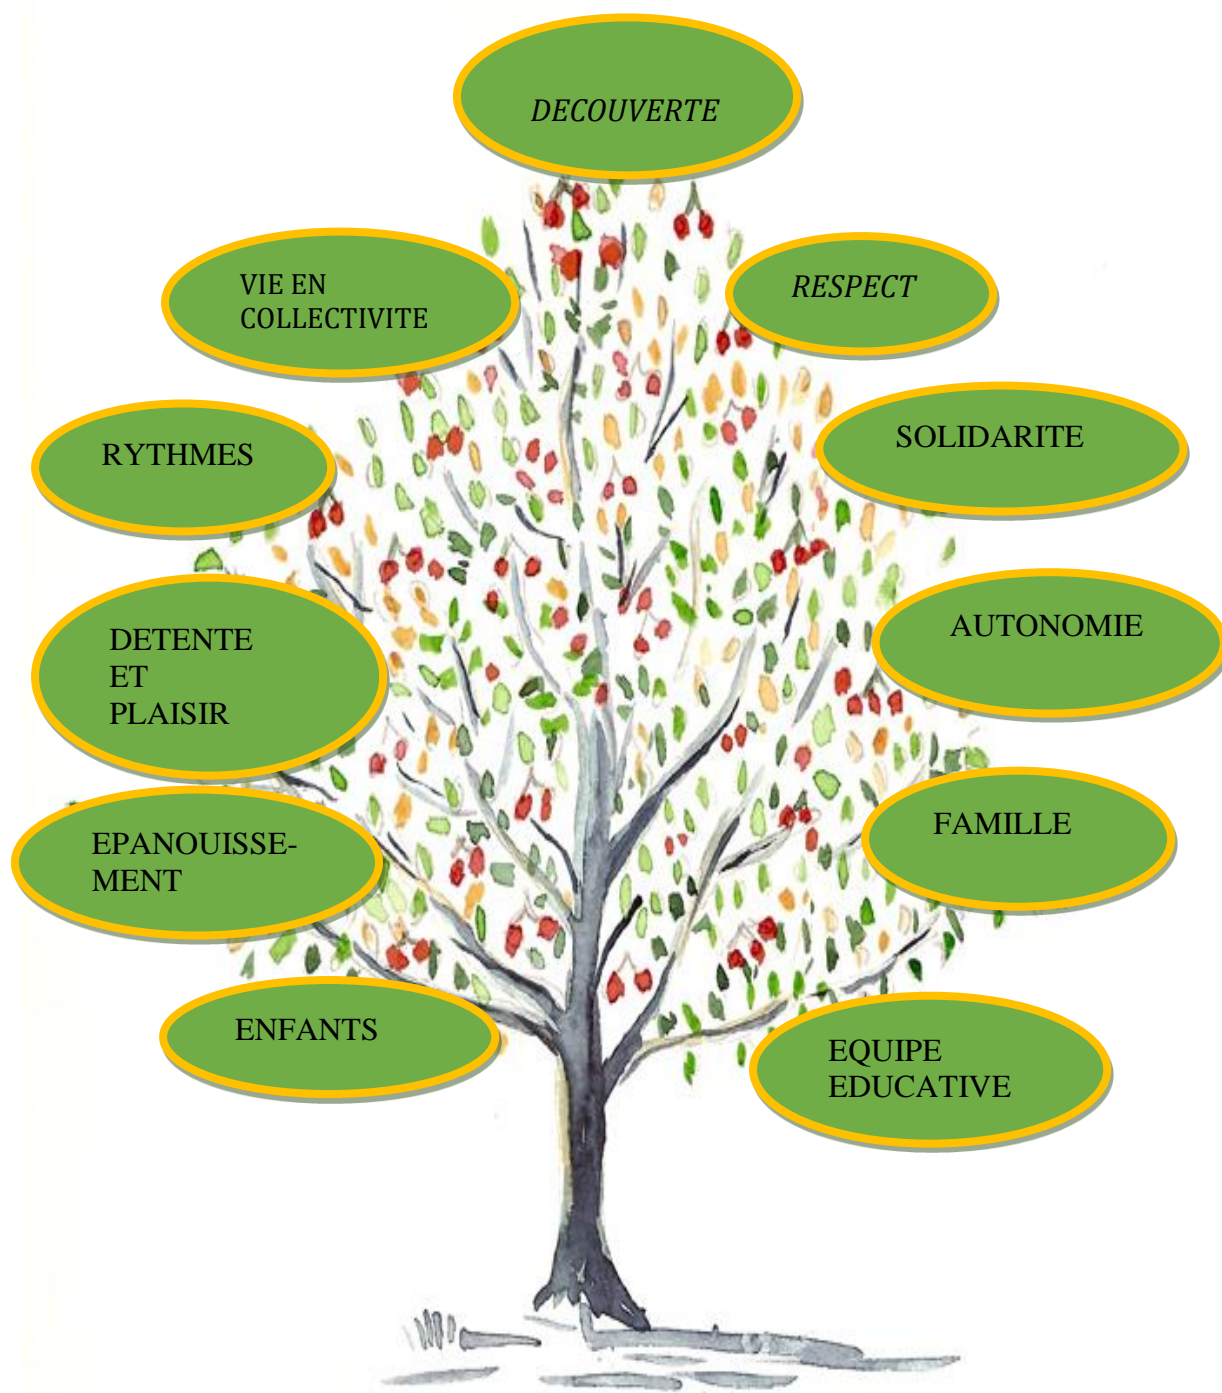 DECOUVERTE
VIE EN
COLLECTIVITE
RESPECT
RYTHMES
SOLIDARITE
DETENTE
ET
PLAISIR
AUTONOMIE
EPANOUISSE-
MENT
FAMILLE
ENFANTS
EQUIPE
EDUCATIVE